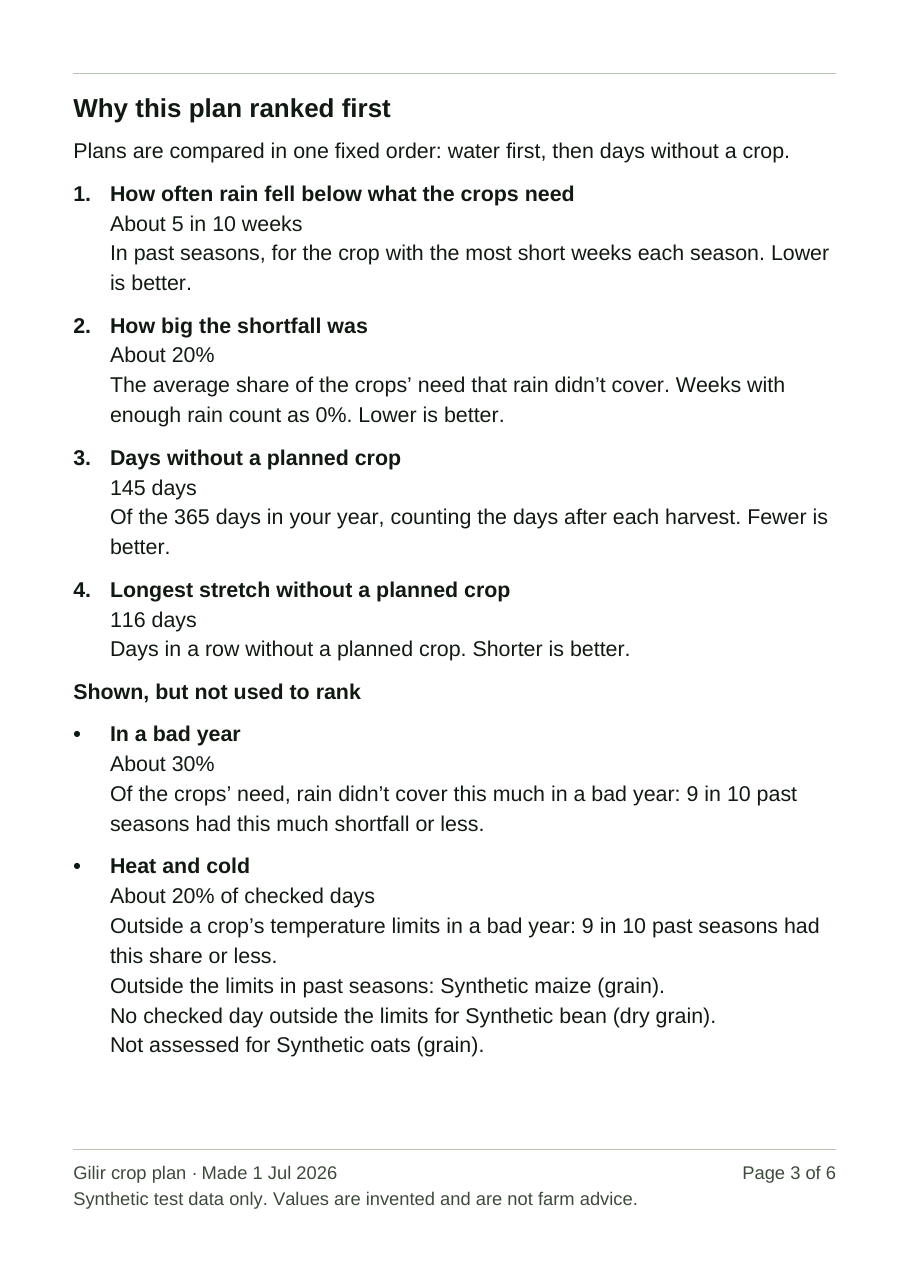 Why this plan ranked first
Plans are compared in one fixed order: water first, then days without a crop.
1. How often rain fell below what the crops need
About 5 in 10 weeks
In past seasons, for the crop with the most short weeks each season. Lower
is better.
2. How big the shortfall was
About 20%
The average share of the crops’ need that rain didn’t cover. Weeks with
enough rain count as 0%. Lower is better.
3. Days without a planned crop
145 days
Of the 365 days in your year, counting the days after each harvest. Fewer is
better.
4. Longest stretch without a planned crop
116 days
Days in a row without a planned crop. Shorter is better.
Shown, but not used to rank
• In a bad year
About 30%
Of the crops’ need, rain didn’t cover this much in a bad year: 9 in 10 past
seasons had this much shortfall or less.
• Heat and cold
About 20% of checked days
Outside a crop’s temperature limits in a bad year: 9 in 10 past seasons had
this share or less.
Outside the limits in past seasons: Synthetic maize (grain).
No checked day outside the limits for Synthetic bean (dry grain).
Not assessed for Synthetic oats (grain).
Gilir crop plan · Made 1 Jul 2026 Page 3 of 6
Synthetic test data only. Values are invented and are not farm advice.